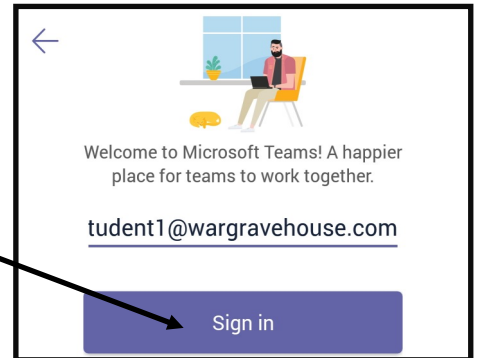 Welcome to Microsoft Teams! A happier
place for teams to work together.
tudent1@wargravehouse.com
Sign in